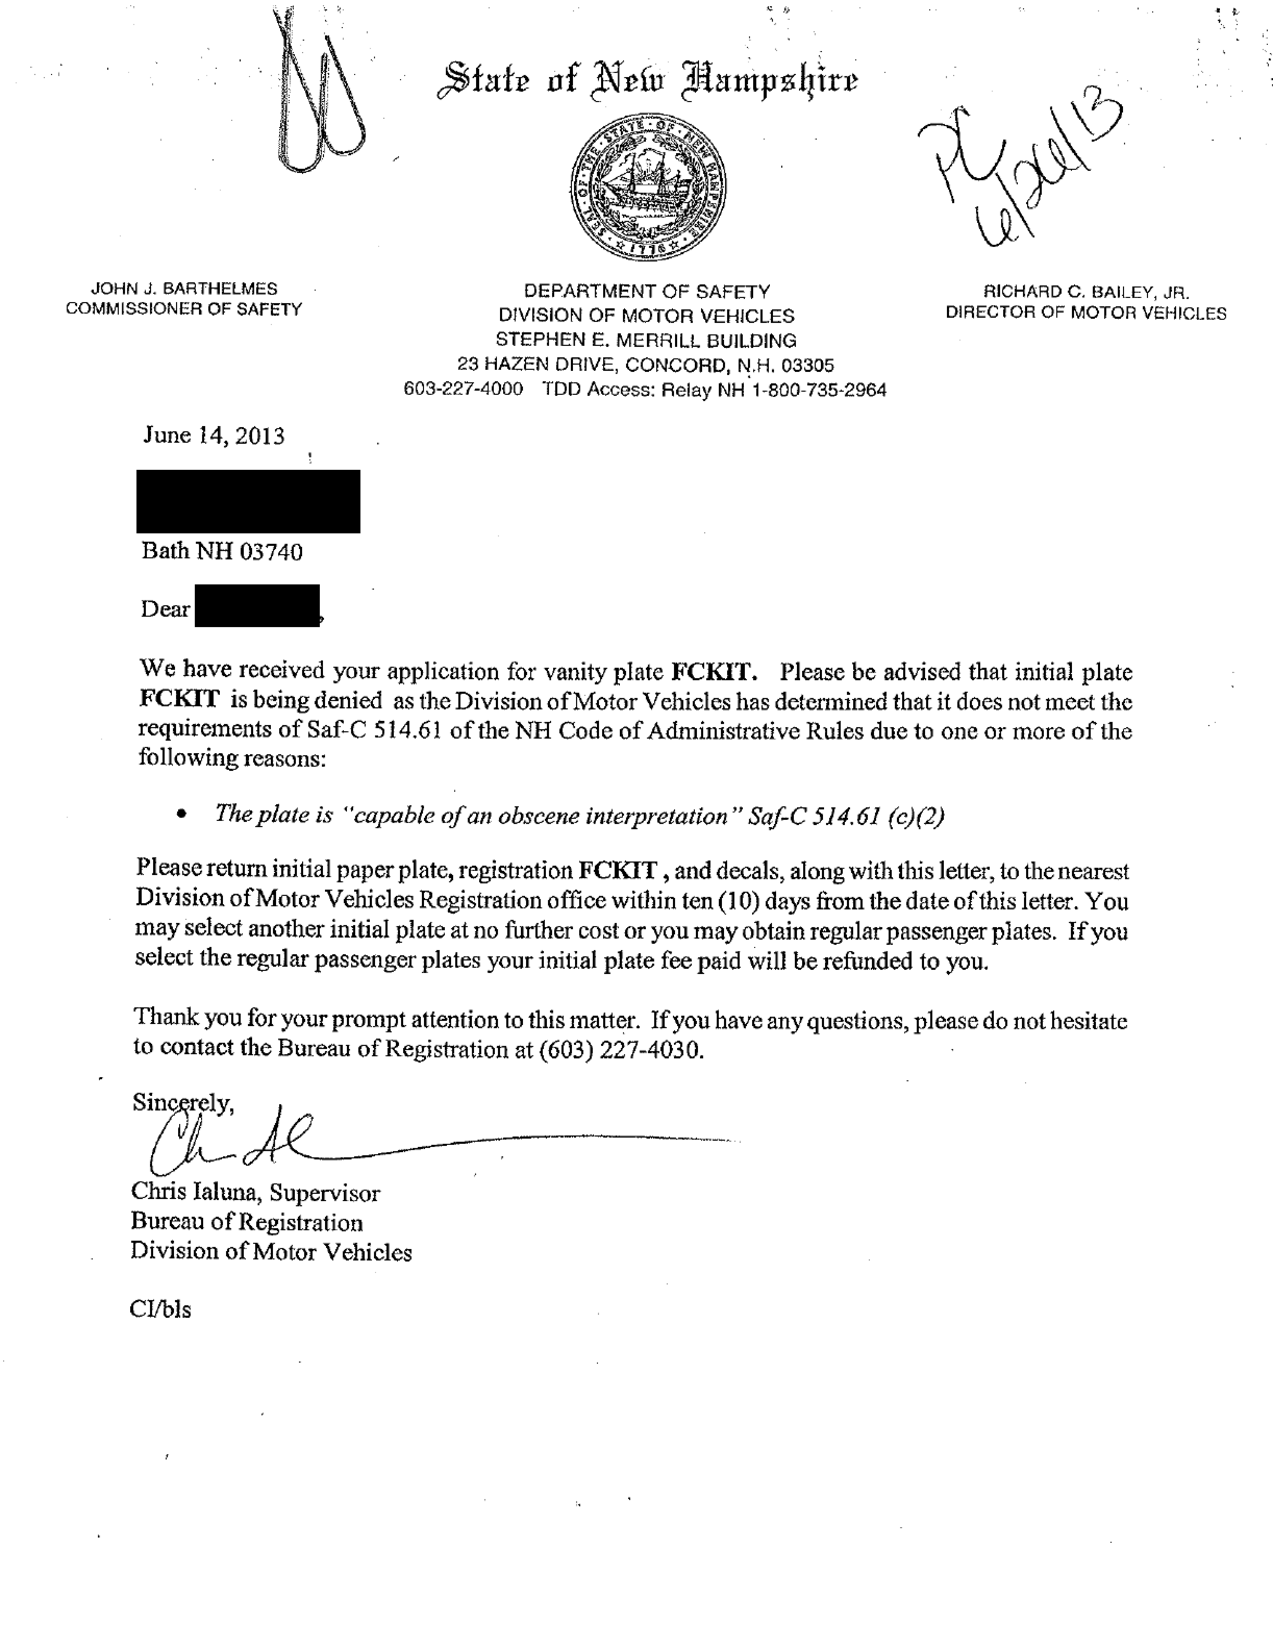 State of New Hampshire
PC
6/26/13
SEAL · OF · THE · STATE · OF · NEW HAMPSHIRE
1776
JOHN J. BARTHELMES
COMMISSIONER OF SAFETY
DEPARTMENT OF SAFETY
DIVISION OF MOTOR VEHICLES
STEPHEN E. MERRILL BUILDING
23 HAZEN DRIVE, CONCORD, N.H. 03305
603-227-4000 TDD Access: Relay NH 1-800-735-2964
RICHARD C. BAILEY, JR.
DIRECTOR OF MOTOR VEHICLES
June 14, 2013
Bath NH 03740
Dear ,
We have received your application for vanity plate FCKIT. Please be advised that initial plate
FCKIT is being denied as the Division of Motor Vehicles has determined that it does not meet the
requirements of Saf-C 514.61 of the NH Code of Administrative Rules due to one or more of the
following reasons:
• The plate is "capable of an obscene interpretation" Saf-C 514.61 (c)(2)
Please return initial paper plate, registration FCKIT , and decals, along with this letter, to the nearest
Division of Motor Vehicles Registration office within ten (10) days from the date of this letter. You
may select another initial plate at no further cost or you may obtain regular passenger plates. If you
select the regular passenger plates your initial plate fee paid will be refunded to you.
Thank you for your prompt attention to this matter. If you have any questions, please do not hesitate
to contact the Bureau of Registration at (603) 227-4030.
Sincerely,
Chris Ialuna, Supervisor
Bureau of Registration
Division of Motor Vehicles
CI/bls